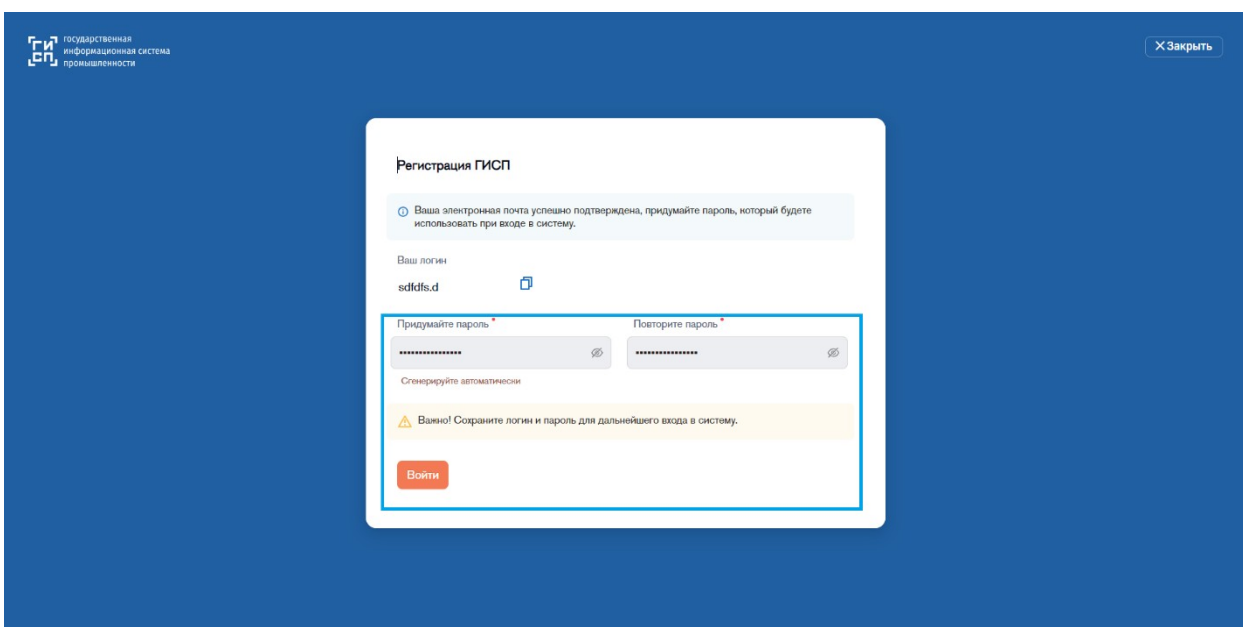 государственная
информационная система
промышленности
ГИСП
Закрыть
Регистрация ГИСП
Ваша электронная почта успешно подтверждена, придумайте пароль, который будете
использовать при входе в систему.
Ваш логин
sdfdfs.d
Придумайте пароль * Повторите пароль *
•••••••••••••••• ••••••••••••••••
Сгенерируйте автоматически
Важно! Сохраните логин и пароль для дальнейшего входа в систему.
Войти